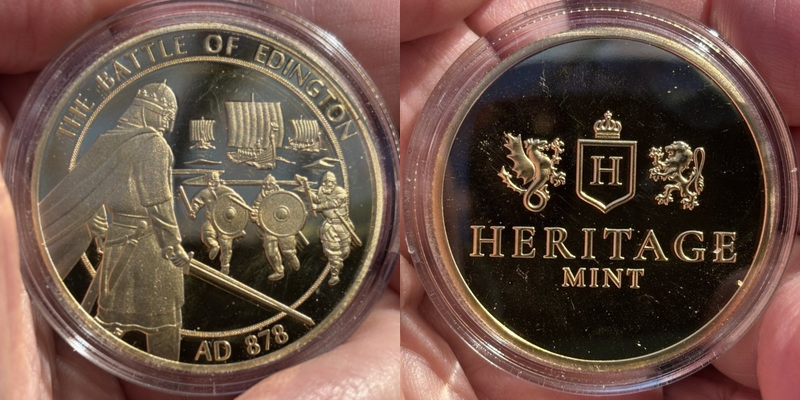 THE BATTLE OF EDINGTON
AD 878
H
HERITAGE
MINT